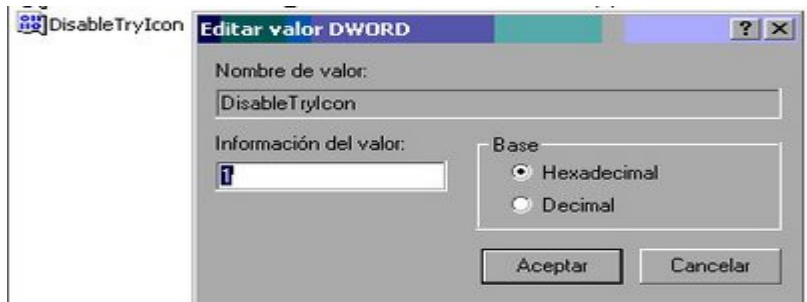 DisableTryIcon
Editar valor DWORD
Nombre de valor:
DisableTryIcon
Información del valor:
1
Base
Hexadecimal
Decimal
Aceptar
Cancelar